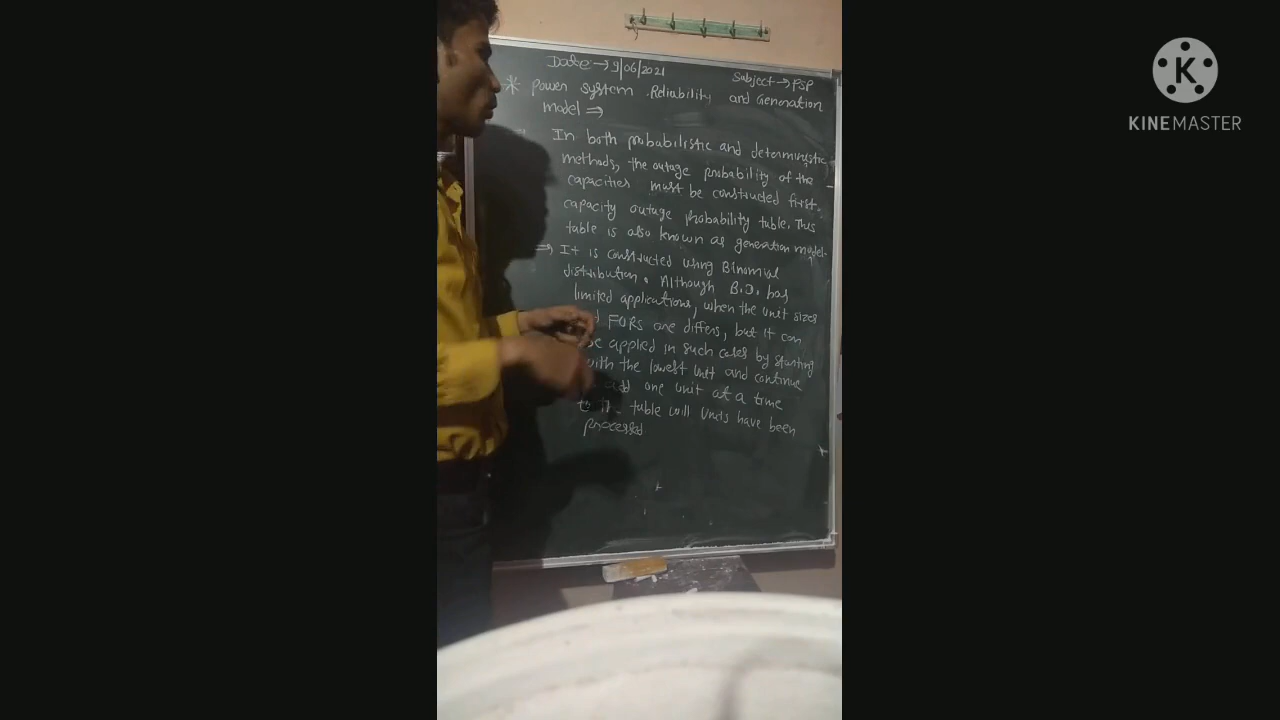 Date → 9/06/2021
Subject → PSP
* Power system Reliability and Generation
model ⇒
In both probabilistic and deterministic
methods, the outage probability of the
capacities must be constructed first.
capacity outage probability table. This
table is also known as generation model.
⇒ It is constructed using Binomial
distribution. Although B.D. has
limited applications, when the unit sizes
FORs are differs, but it can
be applied in such cases by starting
with the lowest unit and continue
add one unit at a time
to table will units have been
processed
K
KINEMASTER